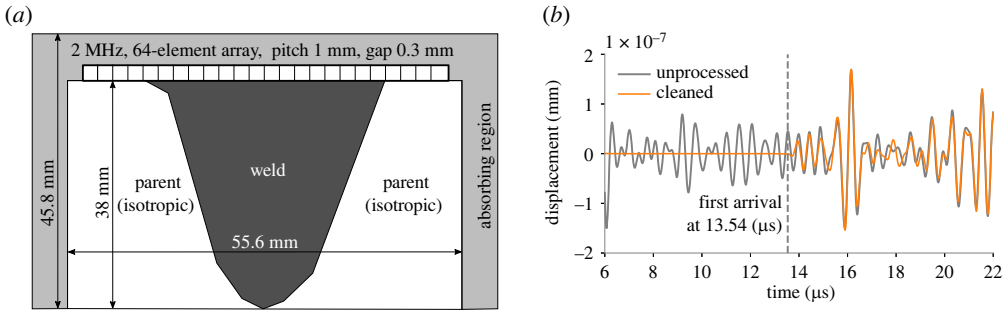 (a)
2 MHz, 64-element array, pitch 1 mm, gap 0.3 mm
45.8 mm
38 mm
parent
(isotropic)
weld
parent
(isotropic)
absorbing region
55.6 mm
(b)
1 × 10⁻⁷
unprocessed
cleaned
displacement (mm)
2
1
0
−1
−2
first arrival
at 13.54 (μs)
6 8 10 12 14 16 18 20 22
time (μs)